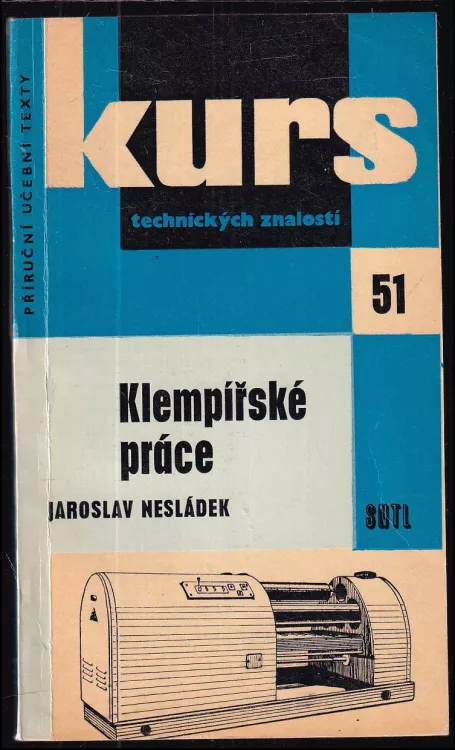 PŘÍRUČNÍ UČEBNÍ TEXTY
kurs
technických znalostí
51
Klempířské
práce
JAROSLAV NESLÁDEK
SNTL